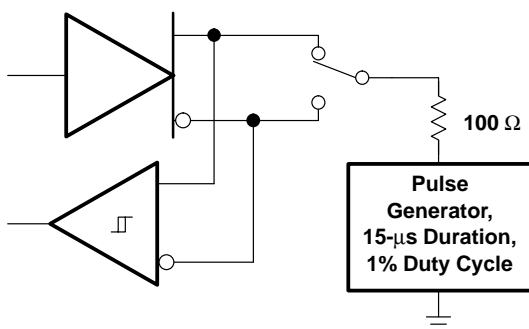 100 Ω
Pulse
Generator,
15-μs Duration,
1% Duty Cycle